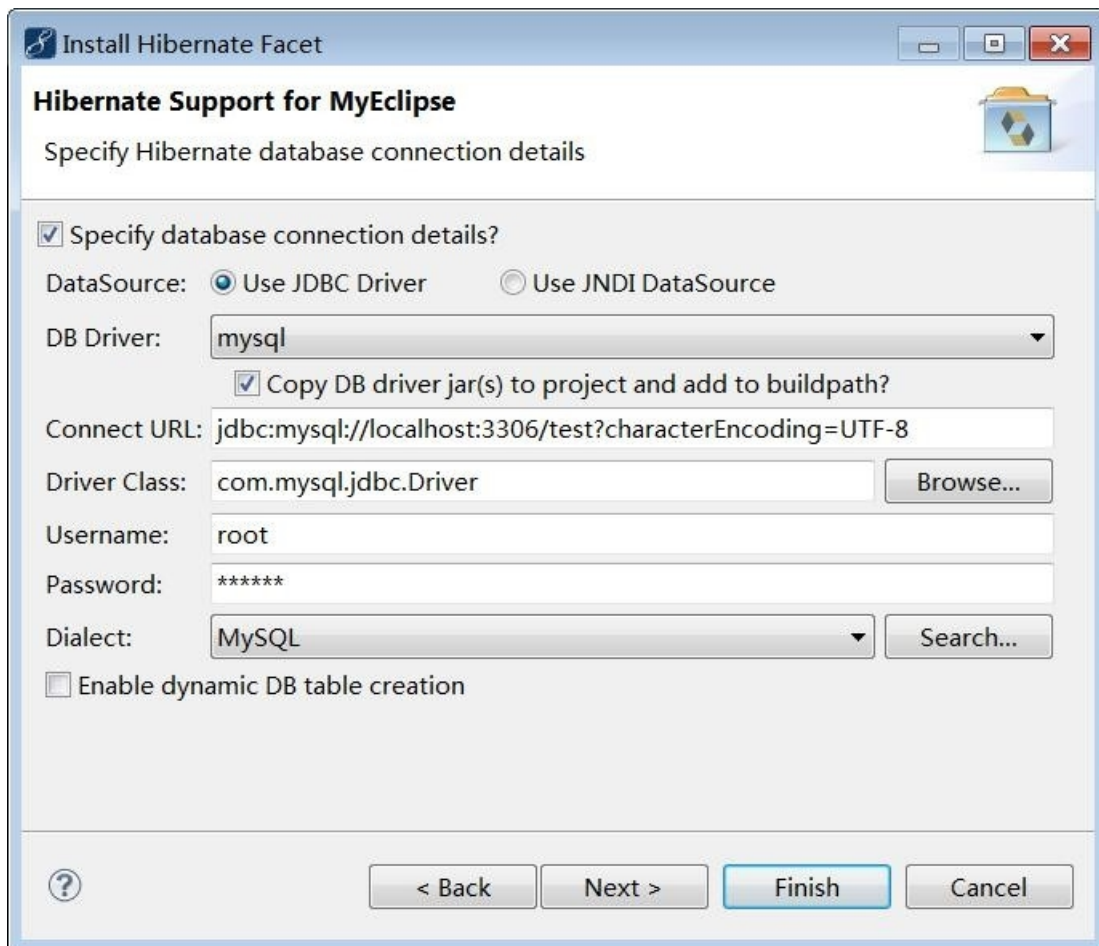 Install Hibernate Facet
Hibernate Support for MyEclipse
Specify Hibernate database connection details
Specify database connection details?
DataSource: Use JDBC Driver Use JNDI DataSource
DB Driver: mysql
Copy DB driver jar(s) to project and add to buildpath?
Connect URL: jdbc:mysql://localhost:3306/test?characterEncoding=UTF-8
Driver Class: com.mysql.jdbc.Driver Browse...
Username: root
Password: ******
Dialect: MySQL Search...
Enable dynamic DB table creation
? < Back Next > Finish Cancel